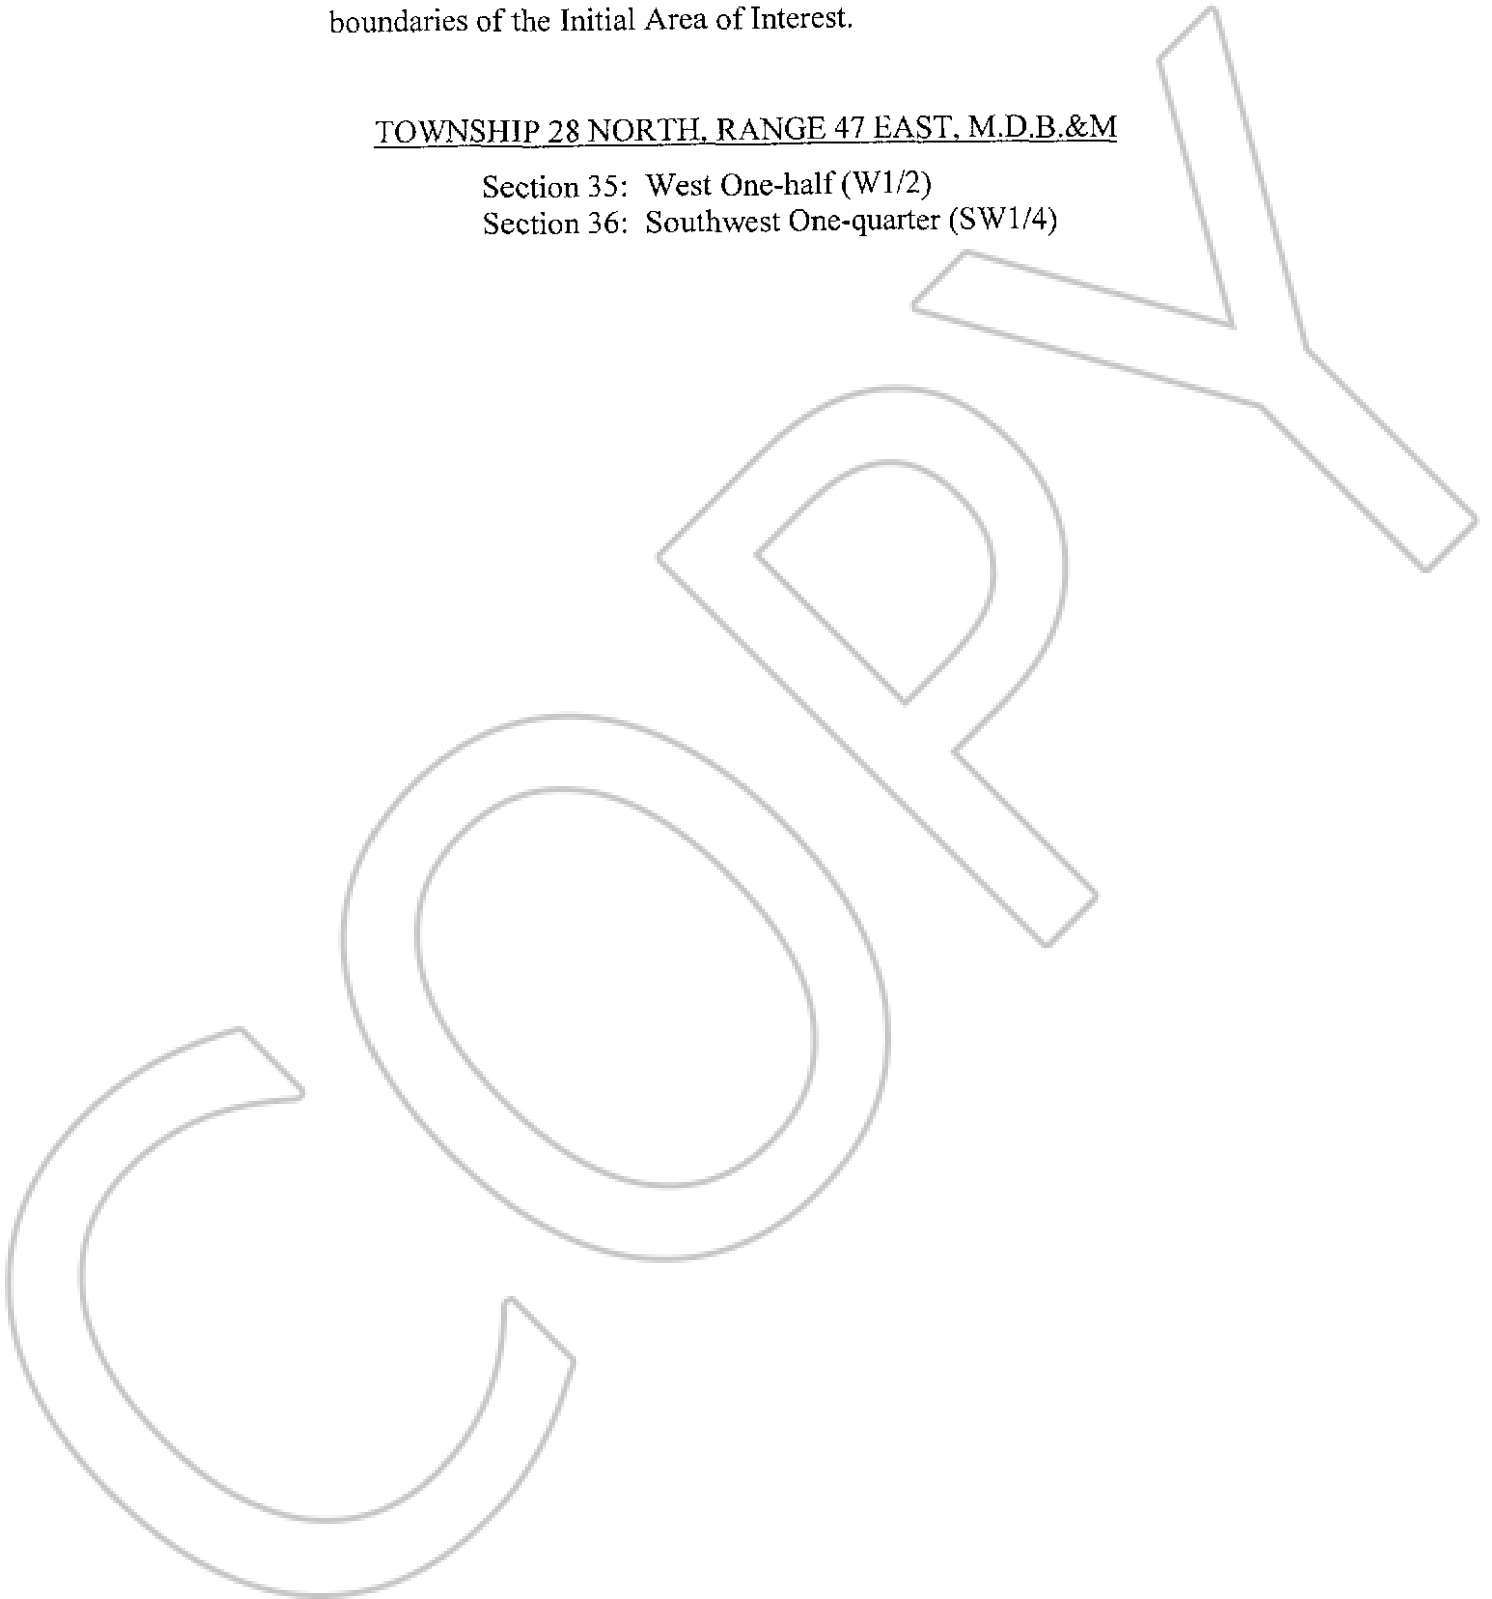 boundaries of the Initial Area of Interest.
TOWNSHIP 28 NORTH, RANGE 47 EAST, M.D.B.&M
Section 35: West One-half (W1/2)
Section 36: Southwest One-quarter (SW1/4)
COPY